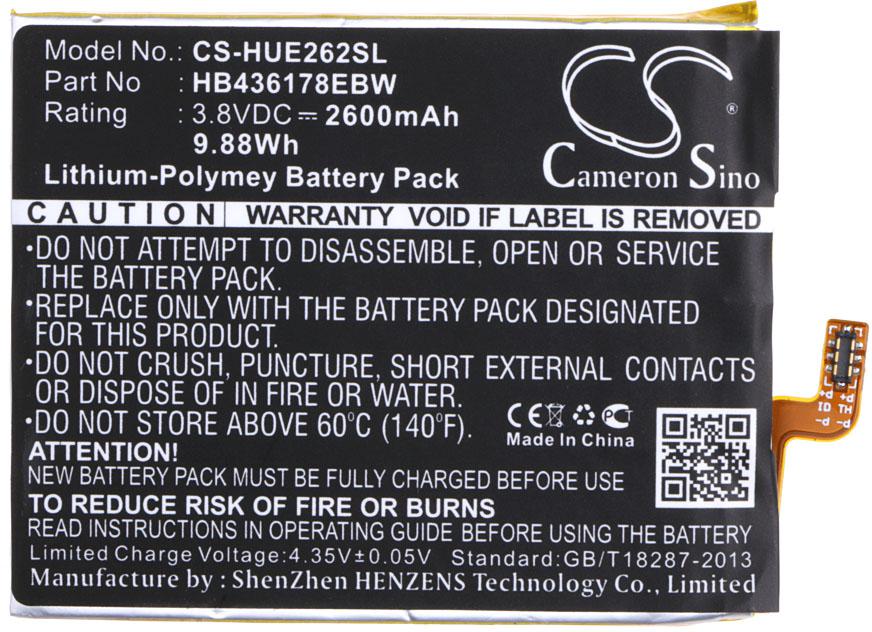 Model No.: CS-HUE262SL
Part No : HB436178EBW
Rating : 3.8VDC⎓2600mAh
9.88Wh
Lithium-Polymey Battery Pack
CS ®
Cameron Sino
CAUTION WARRANTY VOID IF LABEL IS REMOVED
•DO NOT ATTEMPT TO DISASSEMBLE, OPEN OR SERVICE
THE BATTERY PACK.
•REPLACE ONLY WITH THE BATTERY PACK DESIGNATED
FOR THIS PRODUCT.
•DO NOT CRUSH, PUNCTURE, SHORT EXTERNAL CONTACTS
OR DISPOSE OF IN FIRE OR WATER.
•DO NOT STORE ABOVE 60°C (140°F).
CE PCT
Made In China
ATTENTION!
NEW BATTERY PACK MUST BE FULLY CHARGED BEFORE USE
TO REDUCE RISK OF FIRE OR BURNS
READ INSTRUCTIONS IN OPERATING GUIDE BEFORE USING THE BATTERY
Limited Charge Voltage:4.35V±0.05V Standard:GB/T18287-2013
Manufacture by : ShenZhen HENZENS Technology Co., Limited
P+ P+
ID TH
P- P-